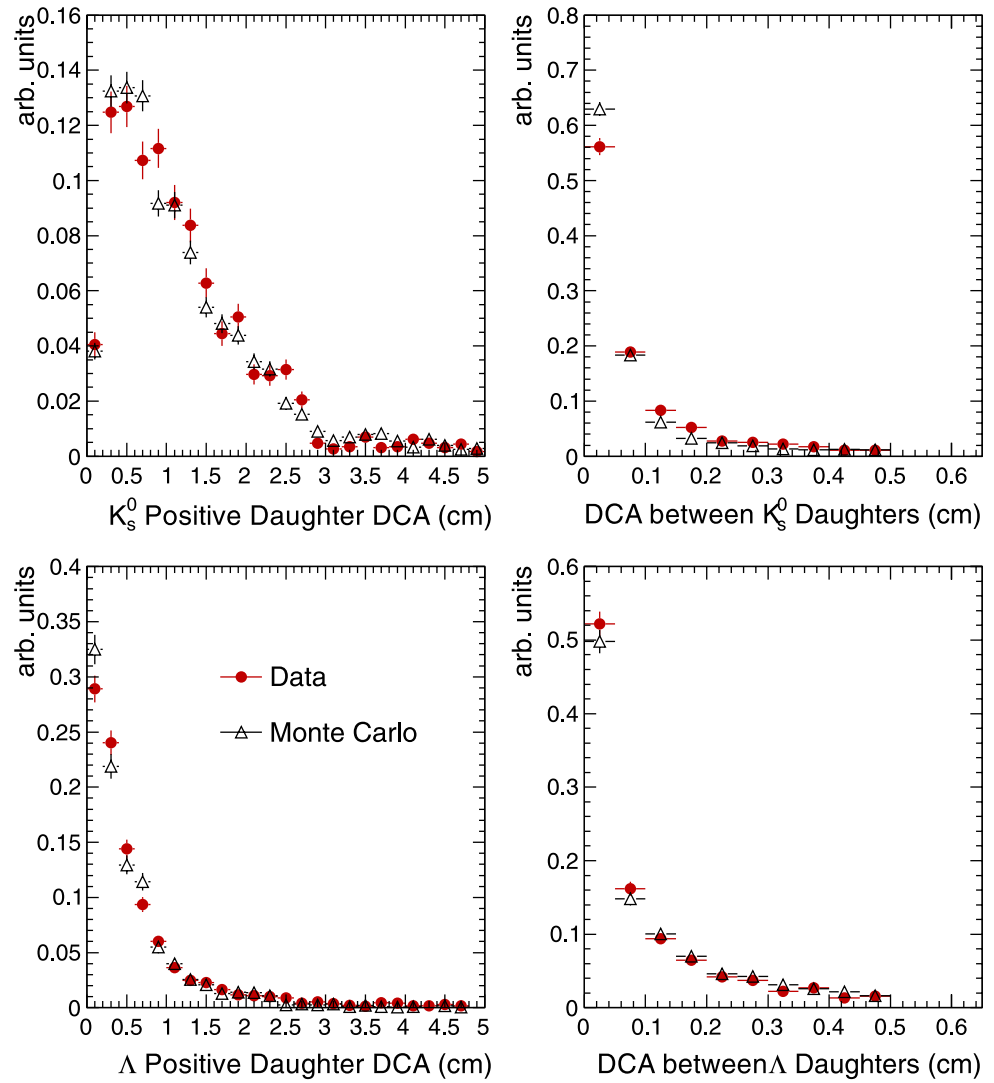 arb. units
0.16
0.14
0.12
0.1
0.08
0.06
0.04
0.02
0
0 0.5 1 1.5 2 2.5 3 3.5 4 4.5 5
K⁰ₛ Positive Daughter DCA (cm)
arb. units
0.8
0.7
0.6
0.5
0.4
0.3
0.2
0.1
0
0 0.1 0.2 0.3 0.4 0.5 0.6
DCA between K⁰ₛ Daughters (cm)
arb. units
0.4
0.35
0.3
0.25
0.2
0.15
0.1
0.05
0
Data
Monte Carlo
0 0.5 1 1.5 2 2.5 3 3.5 4 4.5 5
Λ Positive Daughter DCA (cm)
arb. units
0.6
0.5
0.4
0.3
0.2
0.1
0
0 0.1 0.2 0.3 0.4 0.5 0.6
DCA between Λ Daughters (cm)